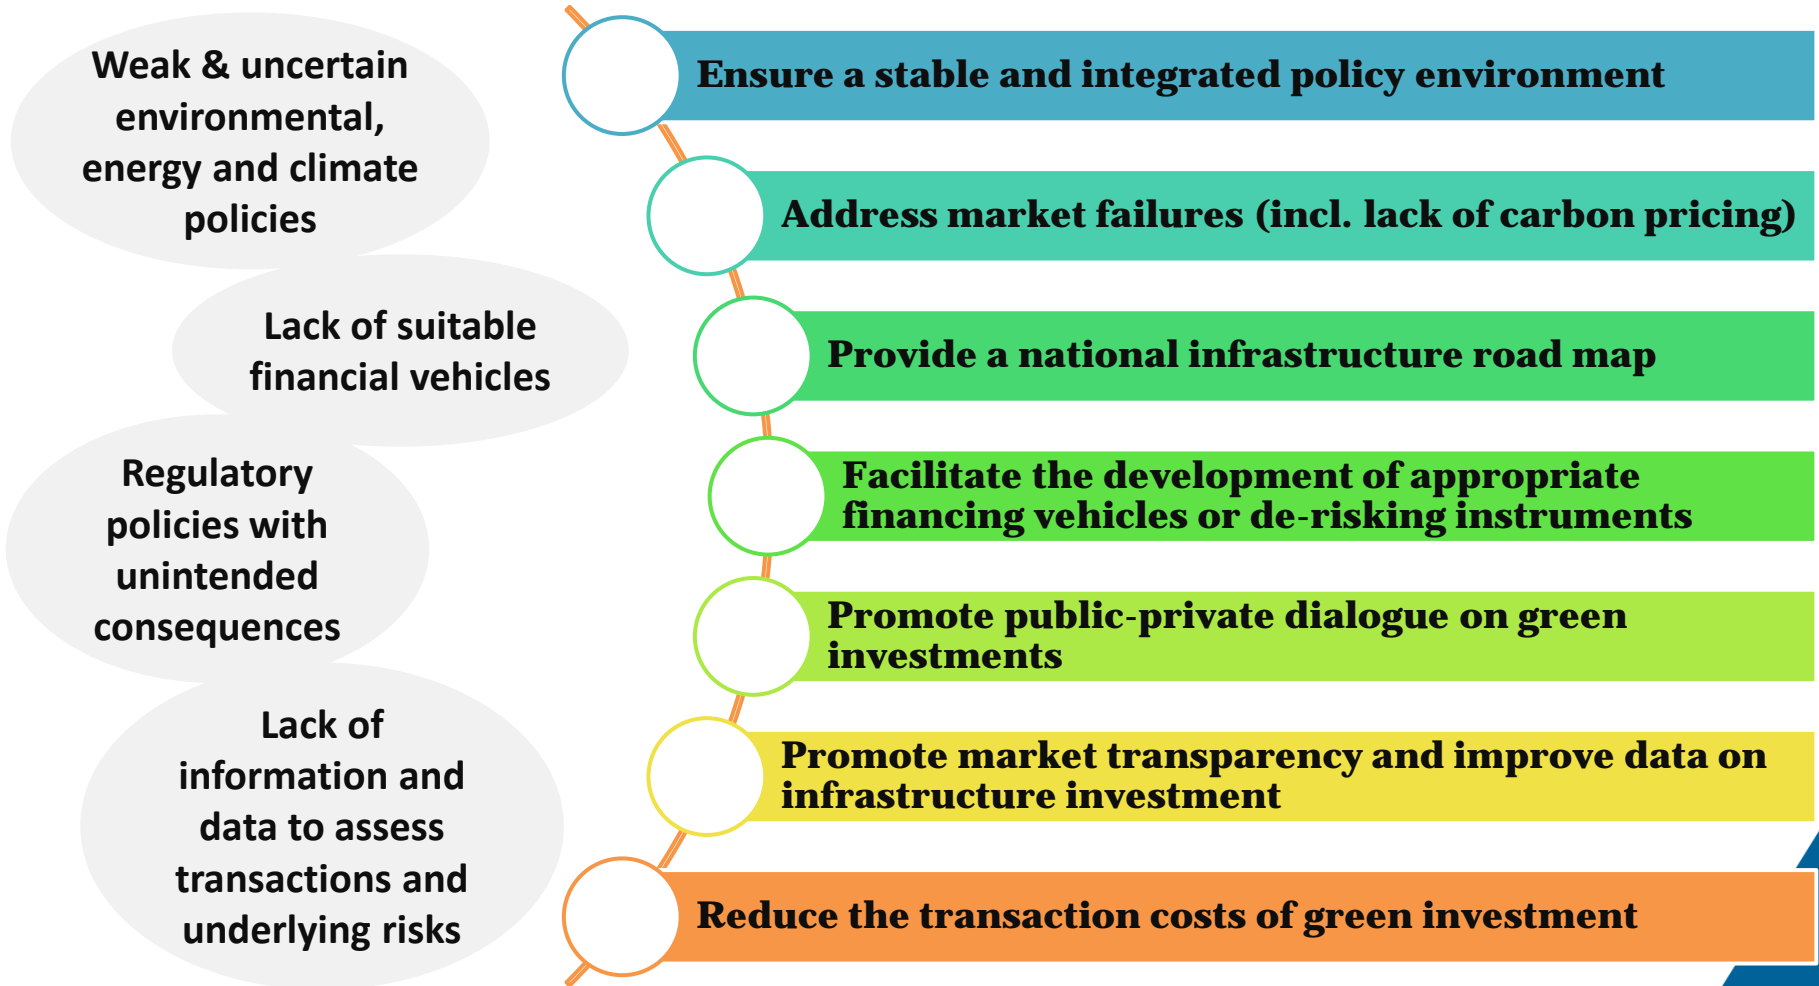 Weak & uncertain
environmental,
energy and climate
policies
Lack of suitable
financial vehicles
Regulatory
policies with
unintended
consequences
Lack of
information and
data to assess
transactions and
underlying risks
Ensure a stable and integrated policy environment
Address market failures (incl. lack of carbon pricing)
Provide a national infrastructure road map
Facilitate the development of appropriate
financing vehicles or de-risking instruments
Promote public-private dialogue on green
investments
Promote market transparency and improve data on
infrastructure investment
Reduce the transaction costs of green investment